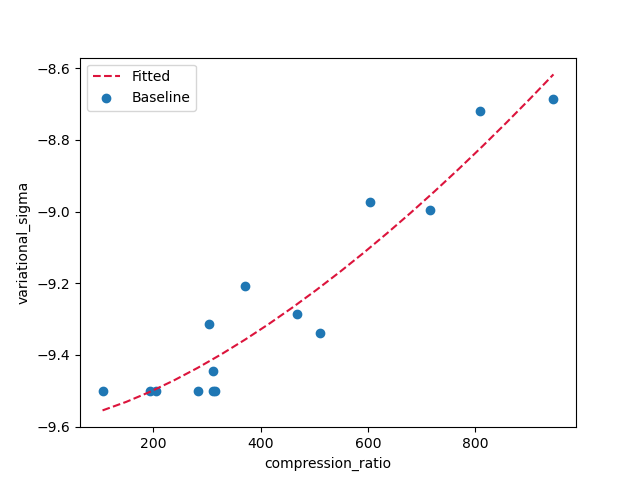 Fitted
Baseline
−8.6
−8.8
−9.0
−9.2
−9.4
−9.6
variational_sigma
200
400
600
800
compression_ratio